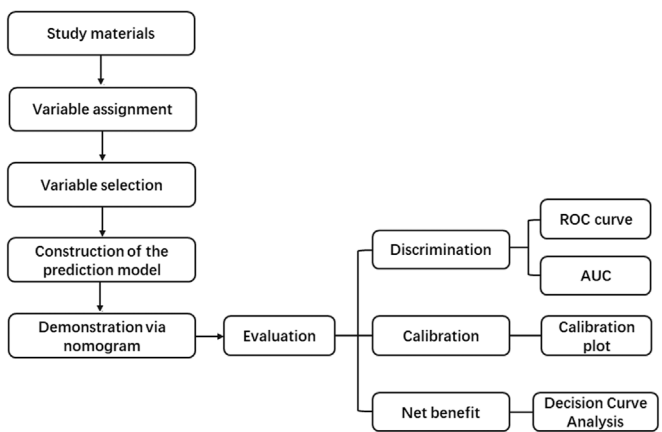 Study materials
Variable assignment
Variable selection
Construction of the
prediction model
Demonstration via
nomogram
Evaluation
Discrimination
ROC curve
AUC
Calibration
Calibration
plot
Net benefit
Decision Curve
Analysis